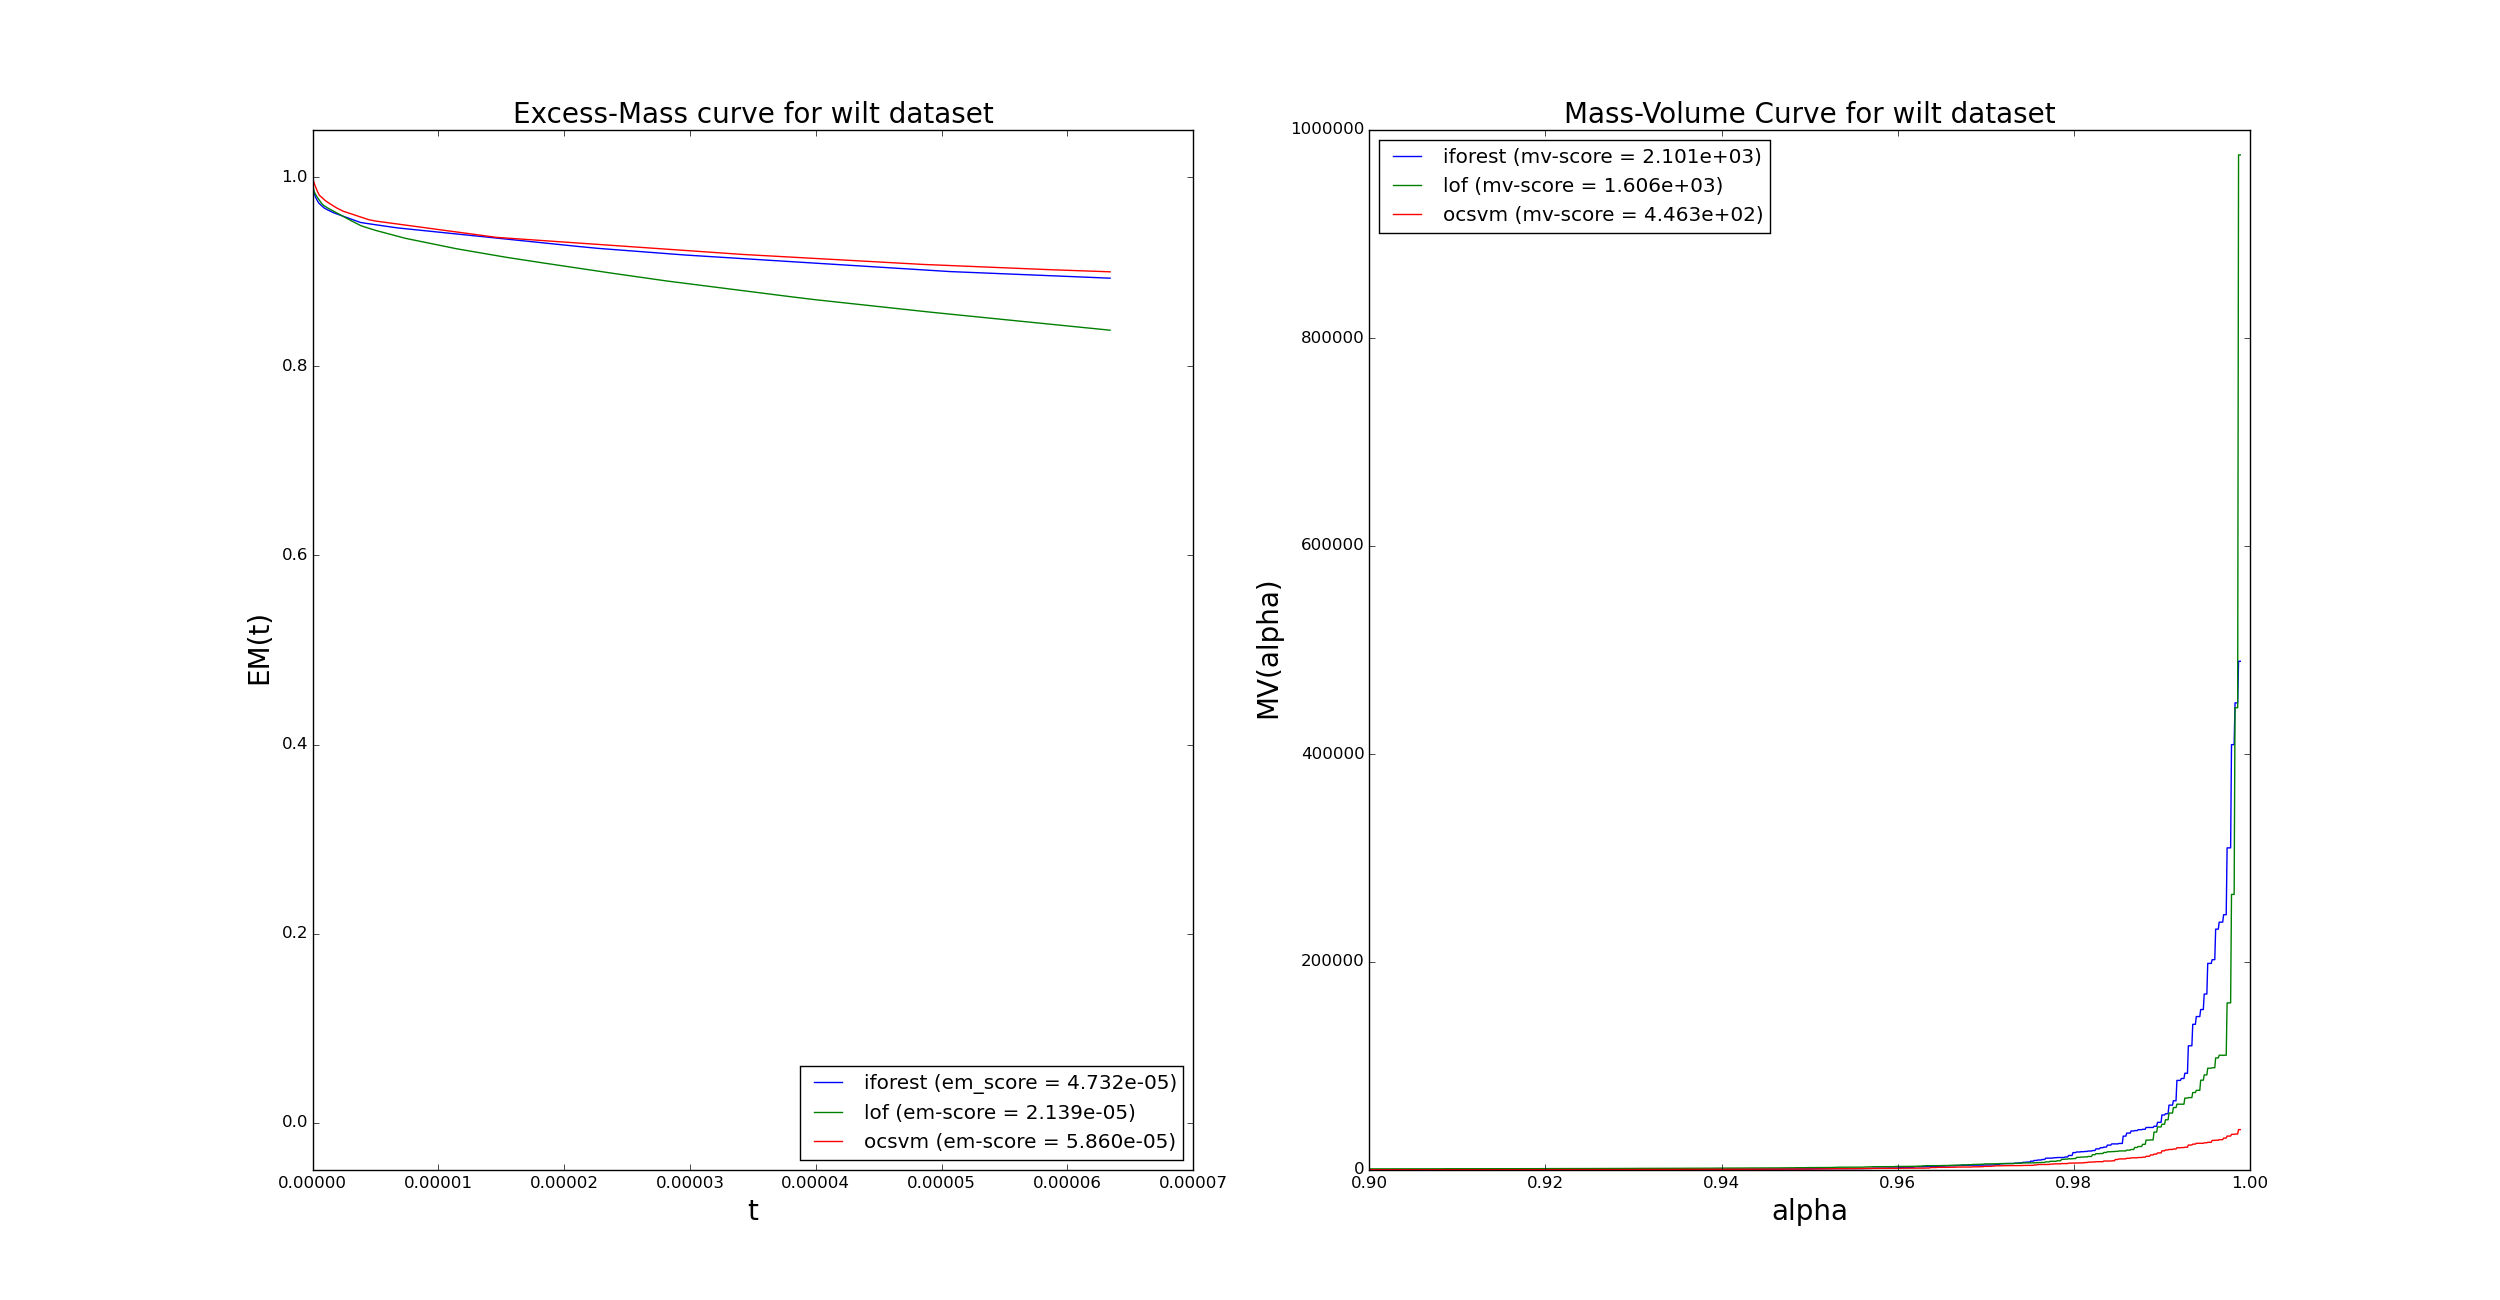 Excess-Mass curve for wilt dataset
1.0
0.8
0.6
0.4
0.2
0.0
EM(t)
iforest (em_score = 4.732e-05)
lof (em-score = 2.139e-05)
ocsvm (em-score = 5.860e-05)
0.00000 0.00001 0.00002 0.00003 0.00004 0.00005 0.00006 0.00007
t
Mass-Volume Curve for wilt dataset
1000000
800000
600000
400000
200000
0
MV(alpha)
iforest (mv-score = 2.101e+03)
lof (mv-score = 1.606e+03)
ocsvm (mv-score = 4.463e+02)
0.90 0.92 0.94 0.96 0.98 1.00
alpha